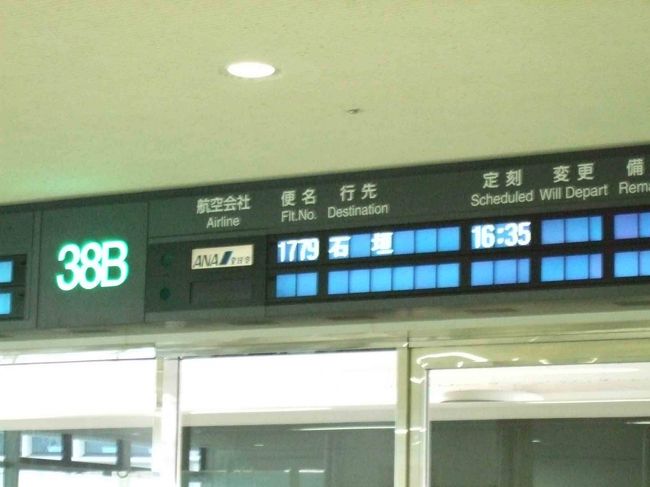 38B
航空会社 便名 行先 定刻 変更 備
Airline Flt.No. Destination Scheduled Will Depart Rema
ANA 全日空 1779 石垣 16:35